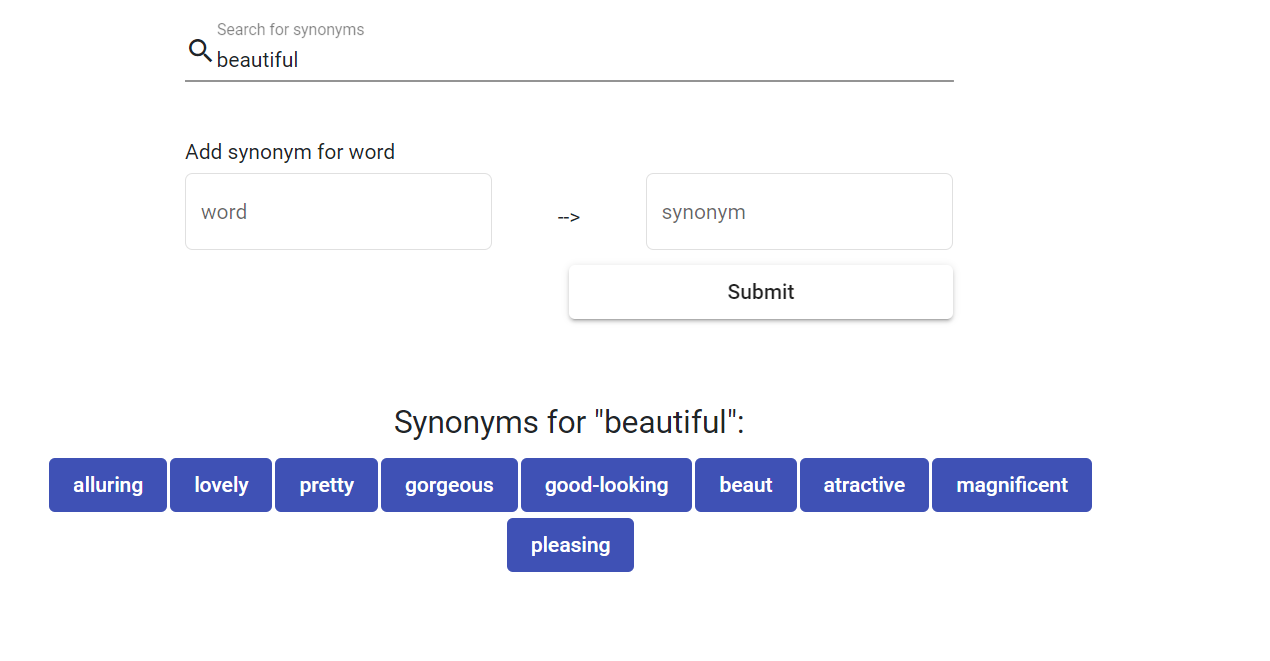 Search for synonyms
beautiful
Add synonym for word
word --> synonym
Submit
Synonyms for "beautiful":
alluring lovely pretty gorgeous good-looking beaut atractive magnificent
pleasing